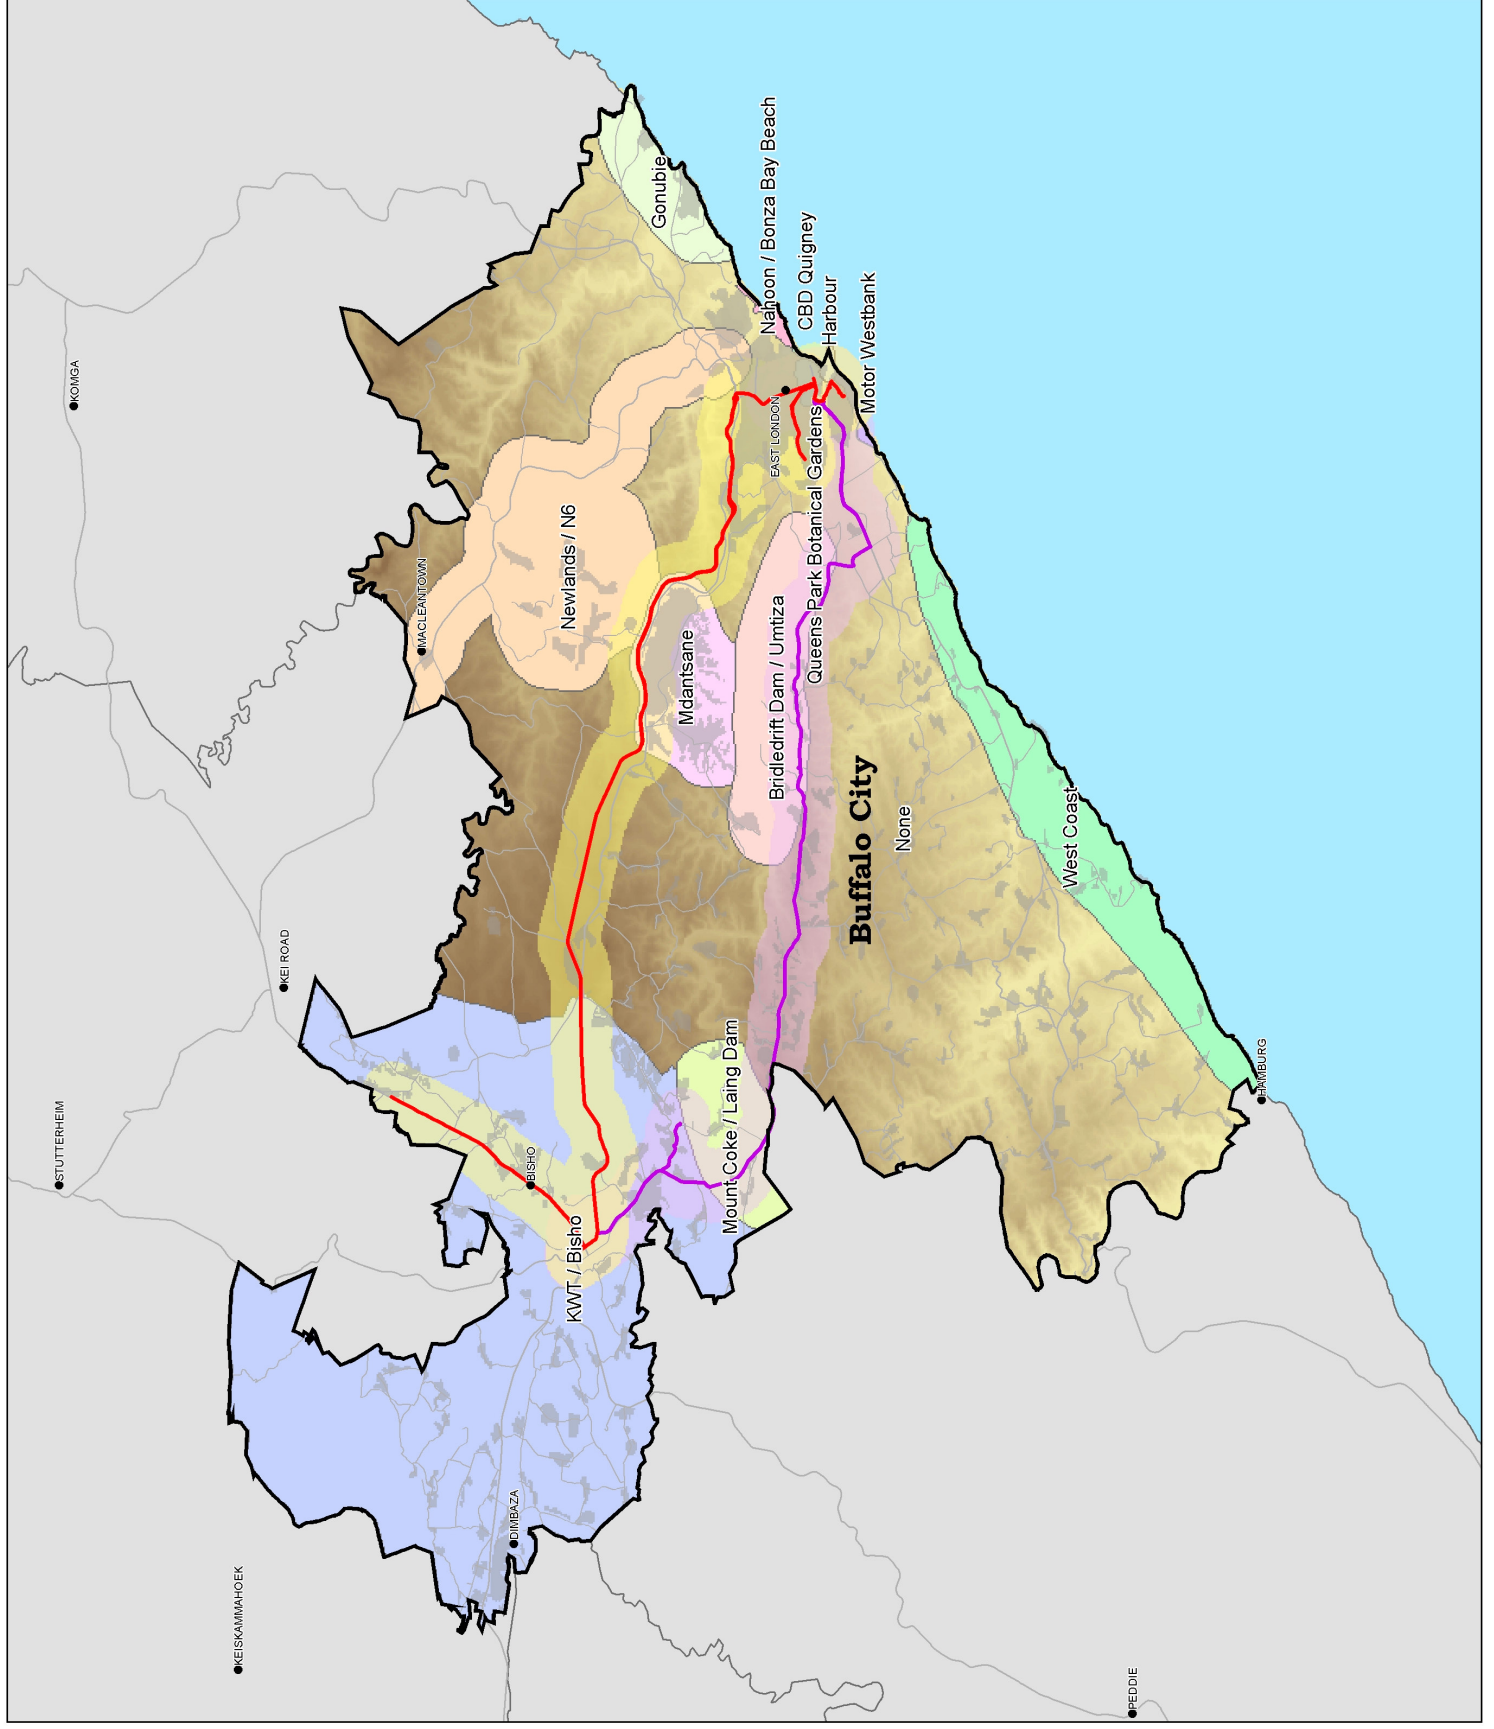 KEISKAMMAHOEK
STUTTERHEIM
KOMGA
KEI ROAD
MACLEANTOWN
DIMBAZA
BISHO
KWT / Bisho
Newlands / N6
Gonubie
Mdantsane
Mount Coke / Laing Dam
Bridledrift Dam / Umtiza
EAST LONDON
Nahoon / Bonza Bay Beach
CBD Quigney
Queens Park Botanical Gardens
Harbour
Motor Westbank
Buffalo City
None
West Coast
HAMBURG
PEDDIE